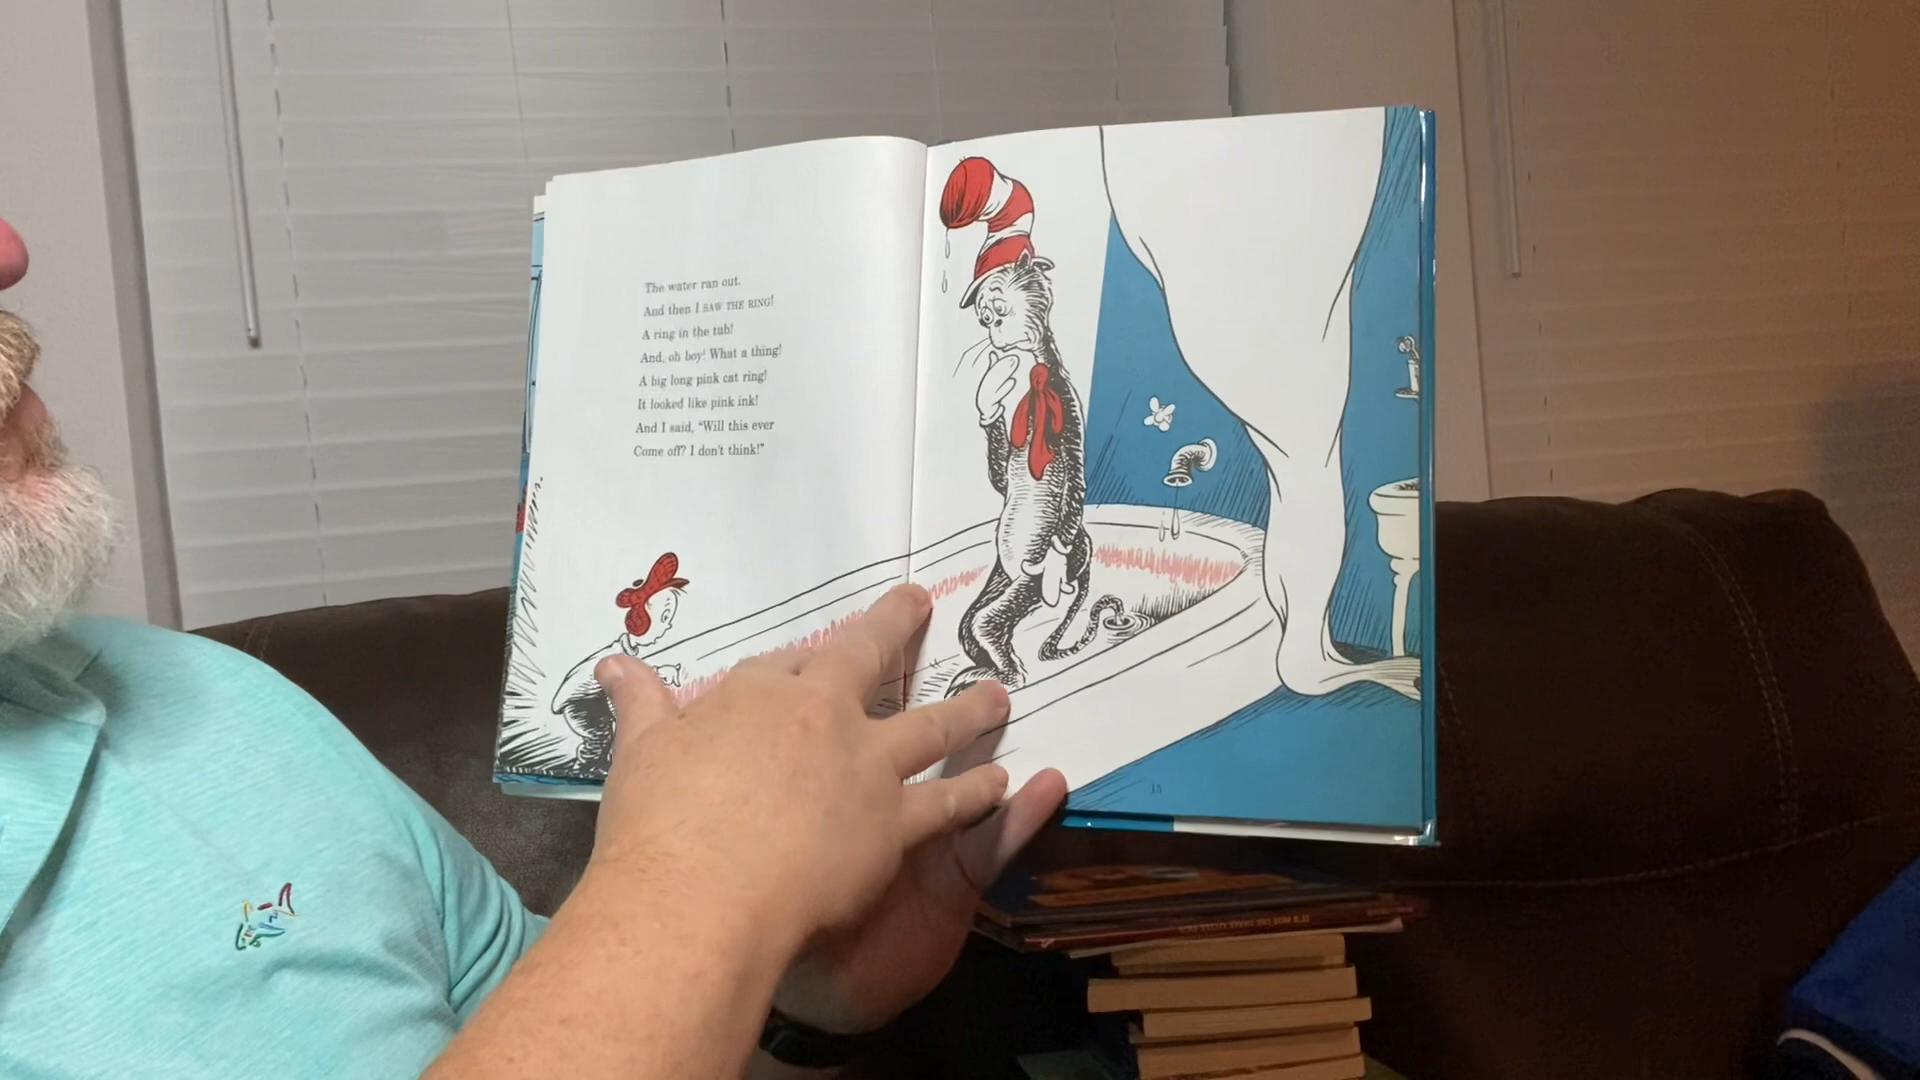 The water ran out.
And then I SAW THE RING!
A ring in the tub!
And, oh boy! What a thing!
A big long pink cat ring!
It looked like pink ink!
And I said, "Will this ever
Come off? I don't think!"
15